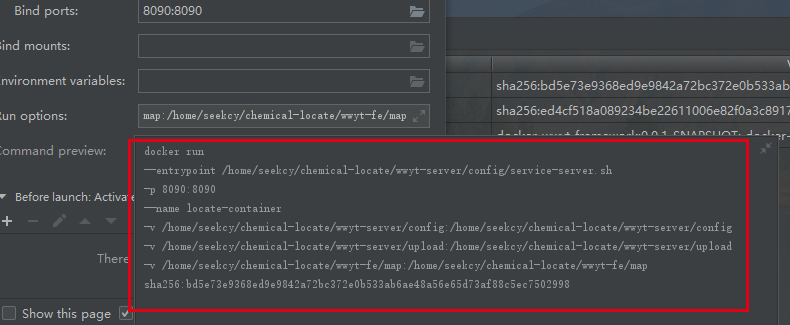 Bind ports: 8090:8090
Bind mounts:
Environment variables:
sha256:bd5e73e9368ed9e9842a72bc372e0b533ab
sha256:ed4cf518a089234be22611006e82f0a3c8917
Run options: map:/home/seekcy/chemical-locate/wwyt-fe/map
Command preview:
docker run
--entrypoint /home/seekcy/chemical-locate/wwyt-server/config/service-server.sh
-p 8090:8090
--name locate-container
-v /home/seekcy/chemical-locate/wwyt-server/config:/home/seekcy/chemical-locate/wwyt-server/config
-v /home/seekcy/chemical-locate/wwyt-server/upload:/home/seekcy/chemical-locate/wwyt-server/upload
-v /home/seekcy/chemical-locate/wwyt-fe/map:/home/seekcy/chemical-locate/wwyt-fe/map
sha256:bd5e73e9368ed9e9842a72bc372e0b533ab6ae48a56e65d73af88c5ec7502998
Before launch: Activate
There
Show this page